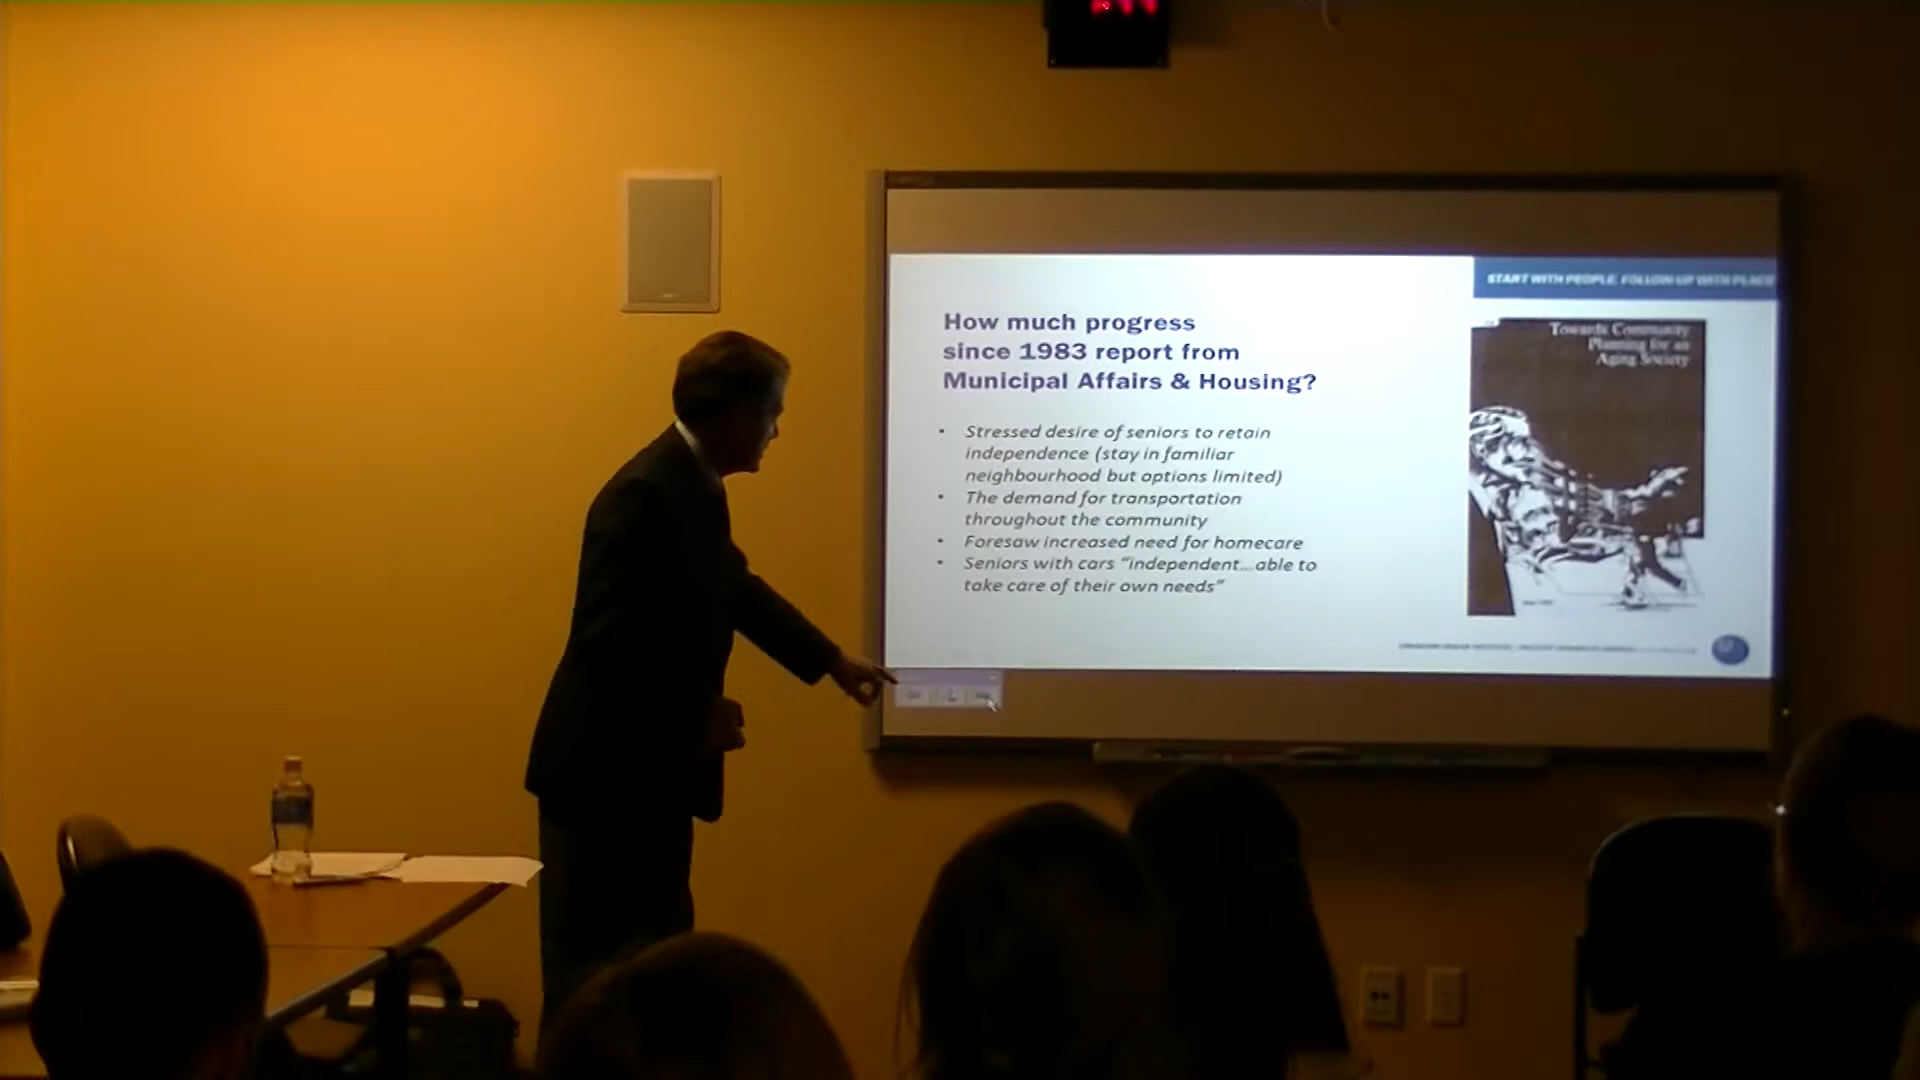 START WITH PEOPLE. FOLLOW UP WITH PLACE
How much progress
since 1983 report from
Municipal Affairs & Housing?
• Stressed desire of seniors to retain
independence (stay in familiar
neighbourhood but options limited)
• The demand for transportation
throughout the community
• Foresaw increased need for homecare
• Seniors with cars “independent...able to
take care of their own needs”
Towards Community
Planning for an
Aging Society